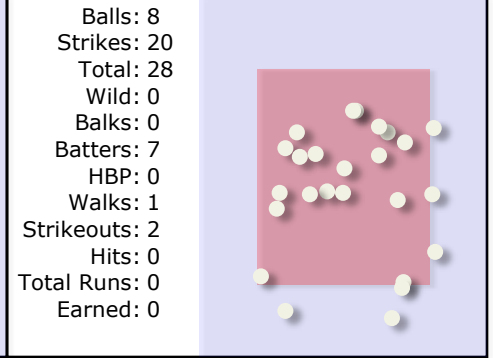 Balls: 8
Strikes: 20
Total: 28
Wild: 0
Balks: 0
Batters: 7
HBP: 0
Walks: 1
Strikeouts: 2
Hits: 0
Total Runs: 0
Earned: 0